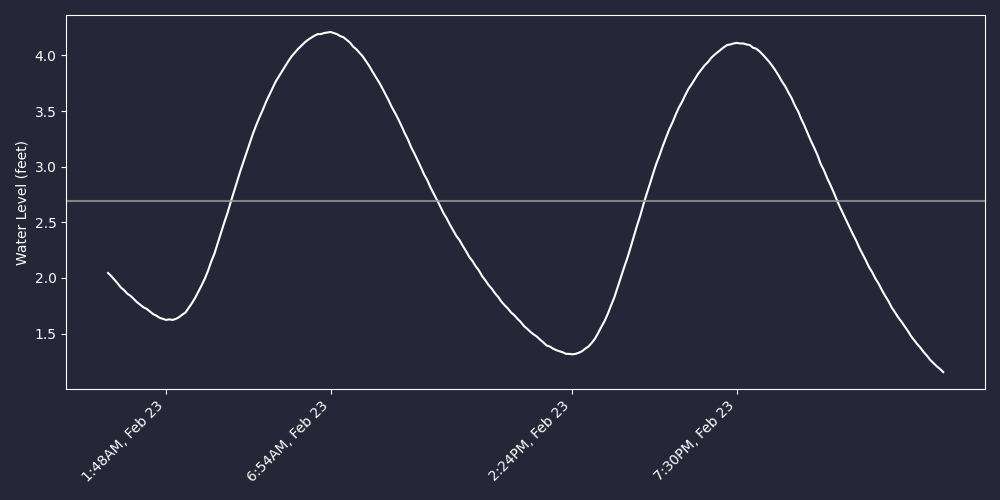 Water Level (feet)
4.0
3.5
3.0
2.5
2.0
1.5
1:48AM, Feb 23
6:54AM, Feb 23
2:24PM, Feb 23
7:30PM, Feb 23